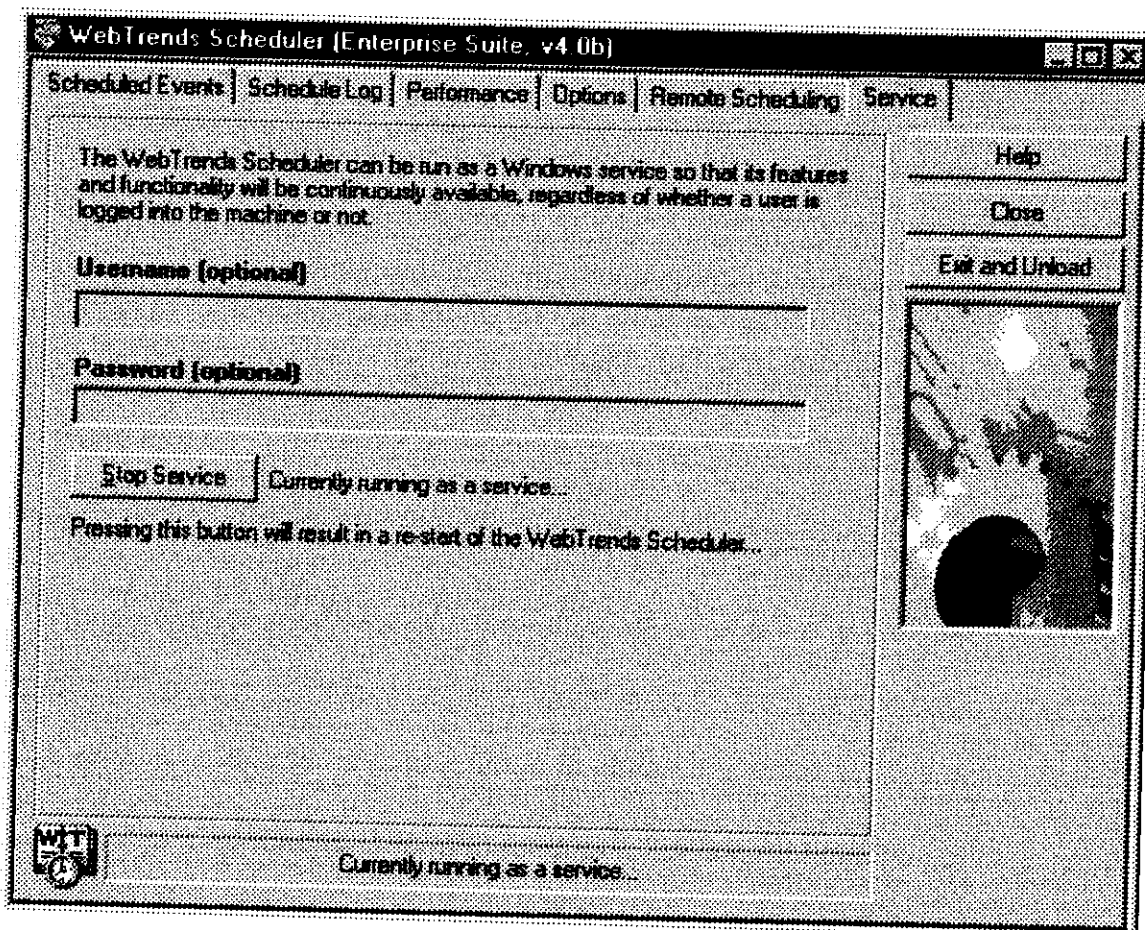 WebTrends Scheduler (Enterprise Suite, v4.0b)
Scheduled Events Schedule Log Performance Options Remote Scheduling Service
The WebTrends Scheduler can be run as a Windows service so that its features
and functionality will be continuously available, regardless of whether a user is
logged into the machine or not.
Username (optional)
Password (optional)
Stop Service Currently running as a service...
Pressing this button will result in a re-start of the WebTrends Scheduler...
Help
Close
Exit and Unload
WT
Currently running as a service...